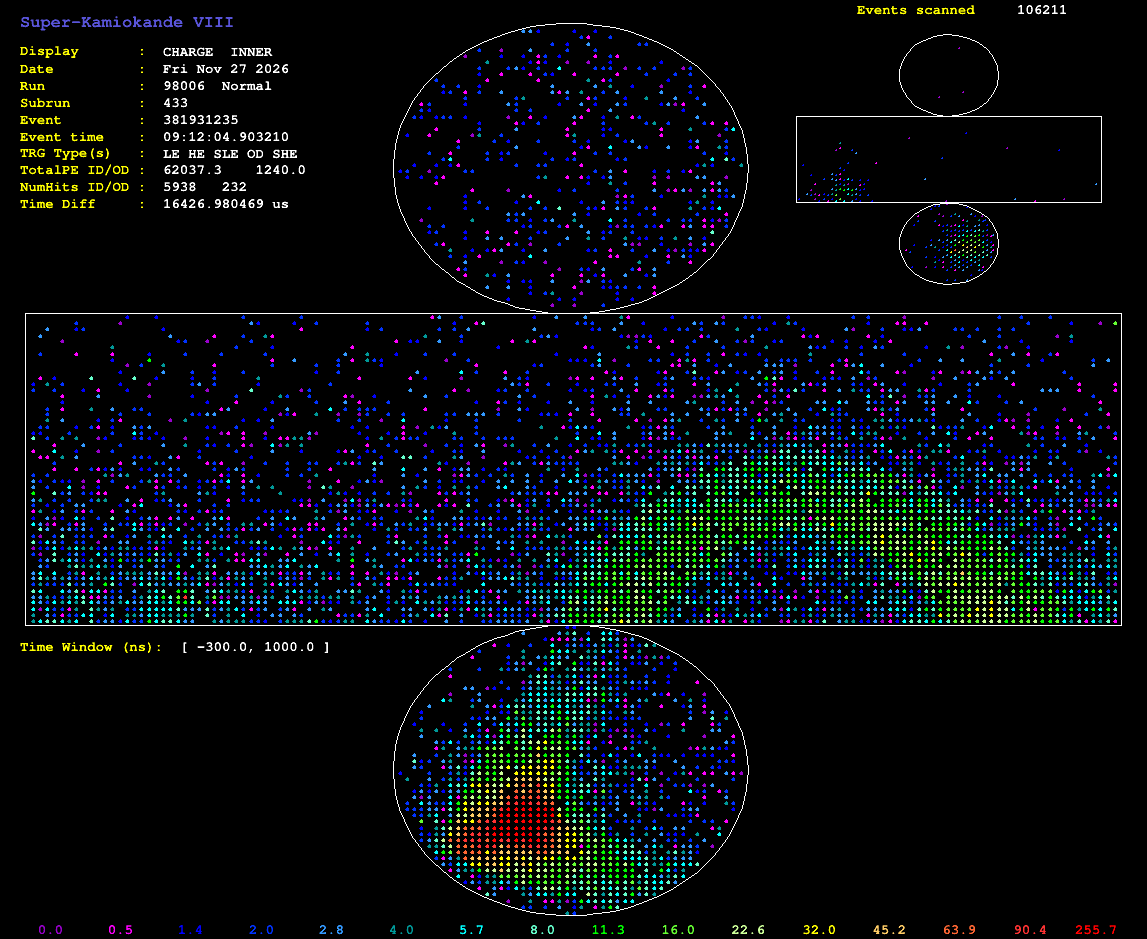 Super-Kamiokande VIII
Events scanned 106211
Display : CHARGE INNER
Date : Fri Nov 27 2026
Run : 98006 Normal
Subrun : 433
Event : 381931235
Event time : 09:12:04.903210
TRG Type(s) : LE HE SLE OD SHE
TotalPE ID/OD : 62037.3 1240.0
NumHits ID/OD : 5938 232
Time Diff : 16426.980469 us
Time Window (ns): [ -300.0, 1000.0 ]
0.0 0.5 1.4 2.0 2.8 4.0 5.7 8.0 11.3 16.0 22.6 32.0 45.2 63.9 90.4 255.7